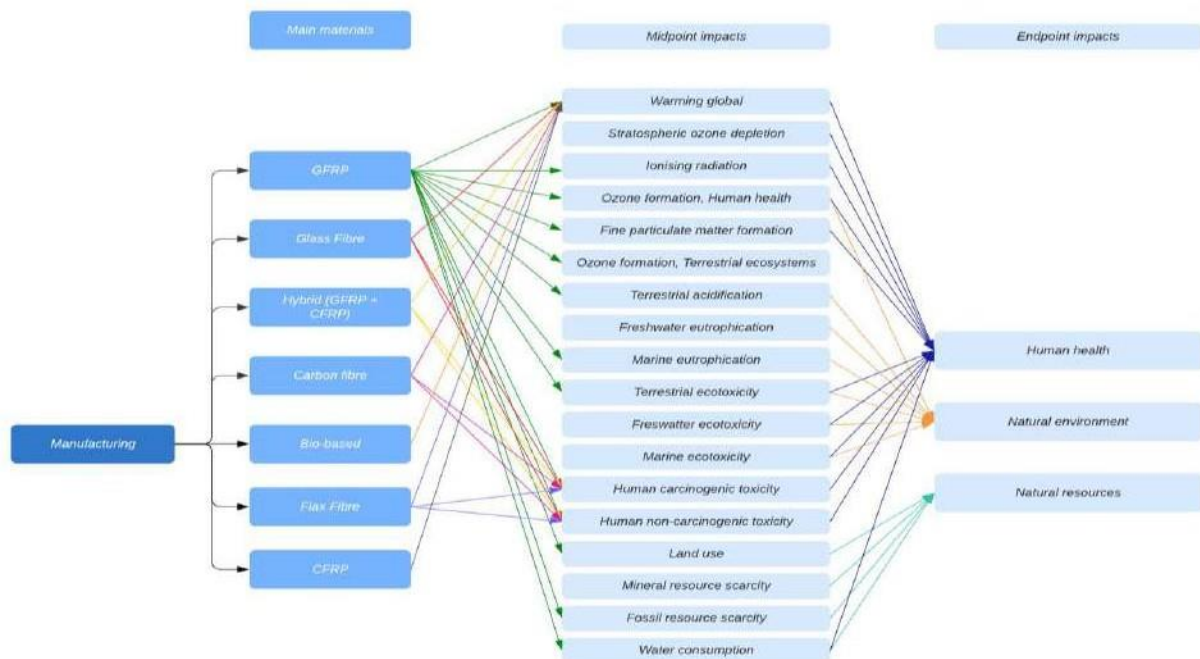 Main materials
Midpoint impacts
Endpoint impacts
Manufacturing
GFRP
Glass Fibre
Hybrid (GFRP +
CFRP)
Carbon fibre
Bio-based
Flax Fibre
CFRP
Warming global
Stratospheric ozone depletion
Ionising radiation
Ozone formation, Human health
Fine particulate matter formation
Ozone formation, Terrestrial ecosystems
Terrestrial acidification
Freshwater eutrophication
Marine eutrophication
Terrestrial ecotoxicity
Freswatter ecotoxicity
Marine ecotoxicity
Human carcinogenic toxicity
Human non-carcinogenic toxicity
Land use
Mineral resource scarcity
Fossil resource scarcity
Water consumption
Human health
Natural environment
Natural resources